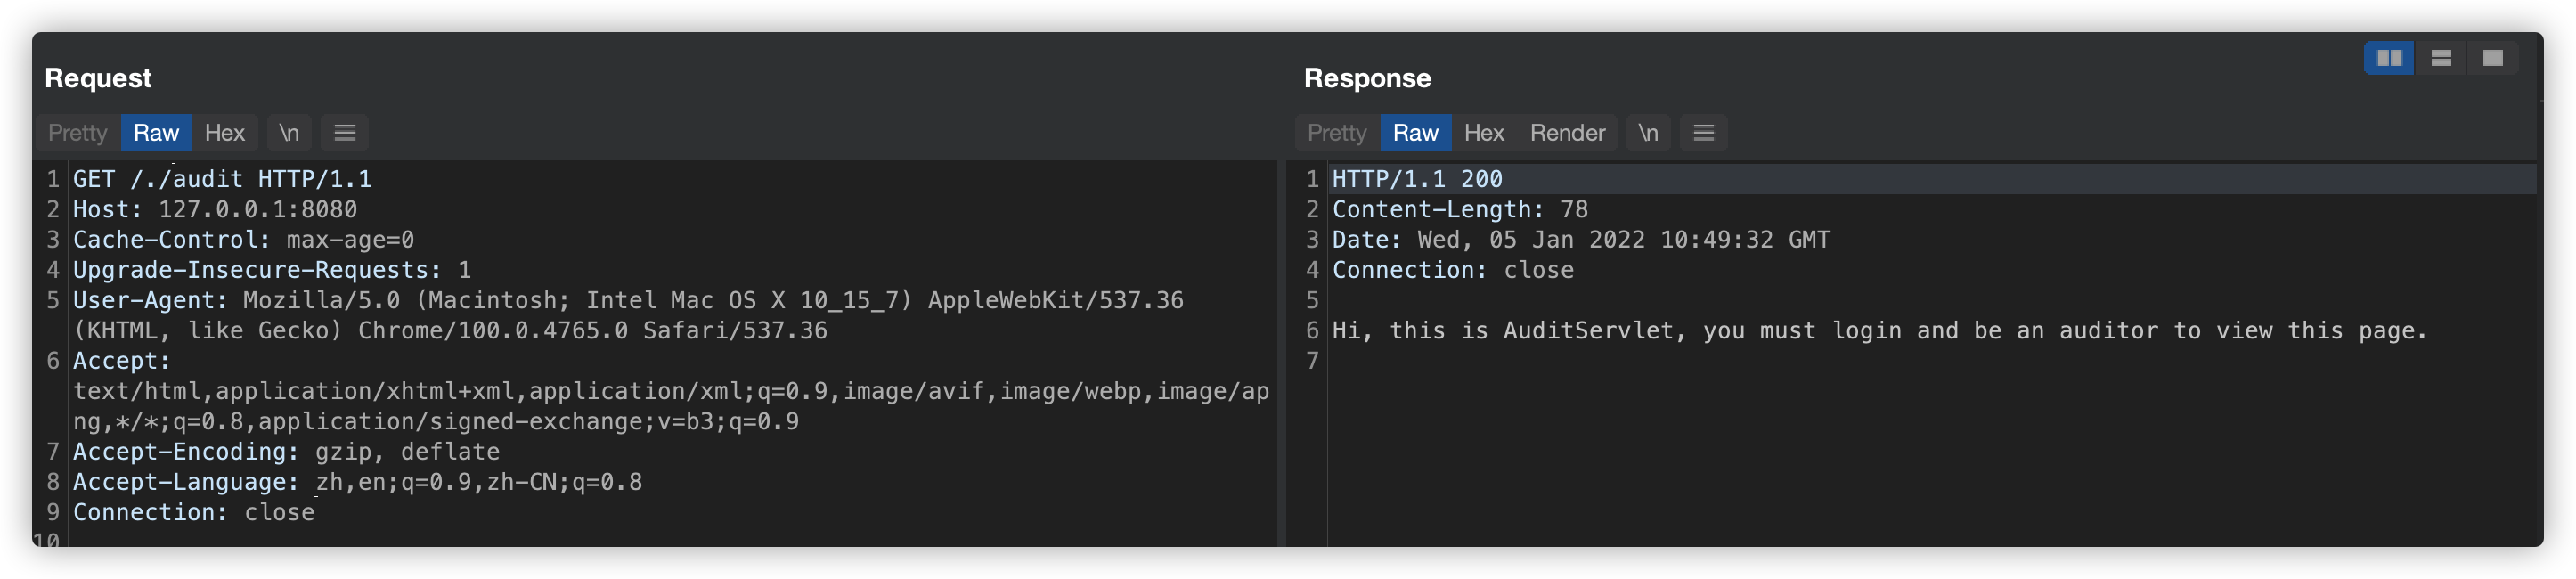 Request
Pretty Raw Hex \n
1 GET /./audit HTTP/1.1
2 Host: 127.0.0.1:8080
3 Cache-Control: max-age=0
4 Upgrade-Insecure-Requests: 1
5 User-Agent: Mozilla/5.0 (Macintosh; Intel Mac OS X 10_15_7) AppleWebKit/537.36
(KHTML, like Gecko) Chrome/100.0.4765.0 Safari/537.36
6 Accept:
text/html,application/xhtml+xml,application/xml;q=0.9,image/avif,image/webp,image/ap
ng,*/*;q=0.8,application/signed-exchange;v=b3;q=0.9
7 Accept-Encoding: gzip, deflate
8 Accept-Language: zh,en;q=0.9,zh-CN;q=0.8
9 Connection: close
10
Response
Pretty Raw Hex Render \n
1 HTTP/1.1 200
2 Content-Length: 78
3 Date: Wed, 05 Jan 2022 10:49:32 GMT
4 Connection: close
5
6 Hi, this is AuditServlet, you must login and be an auditor to view this page.
7